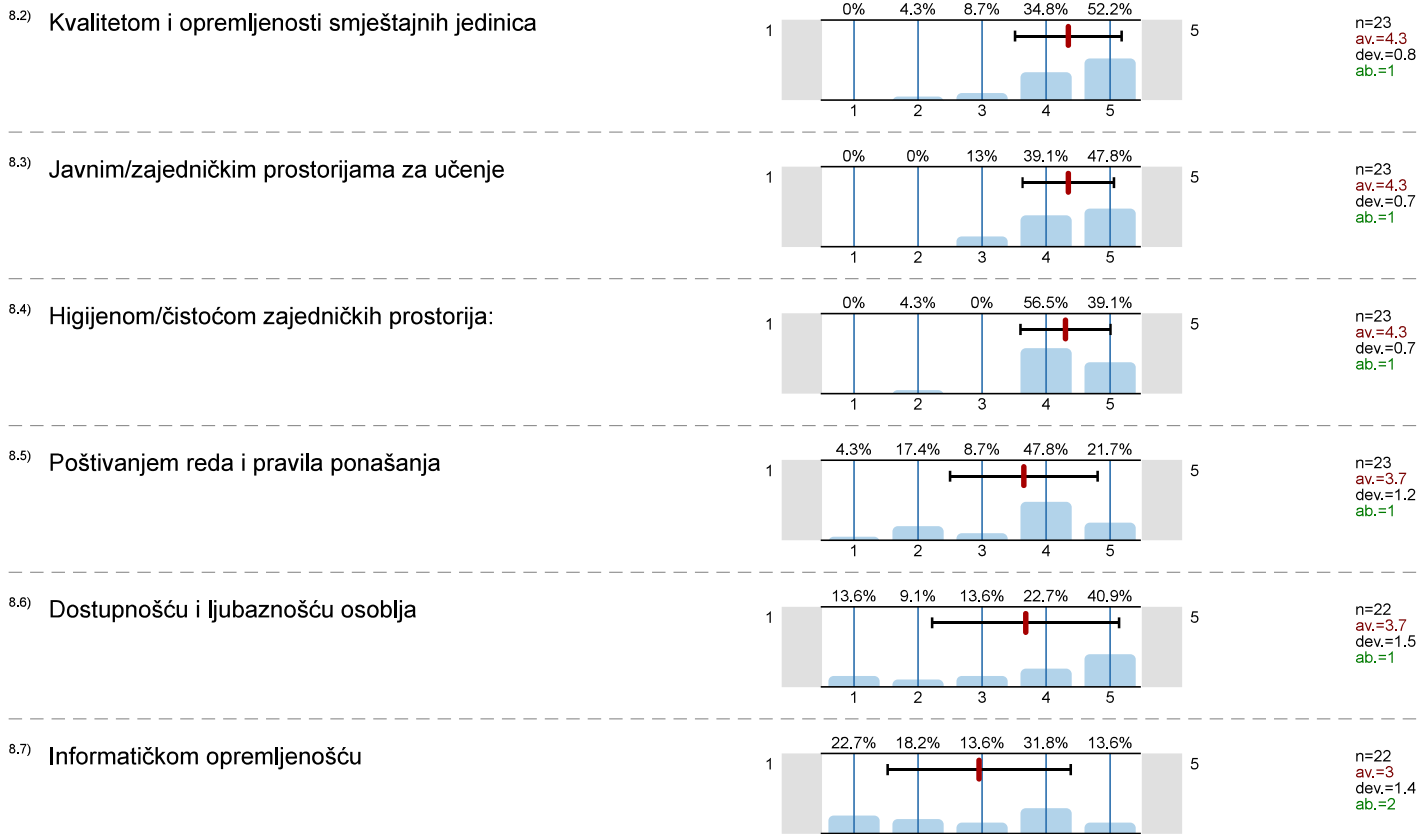 8.2) Kvalitetom i opremljenosti smještajnih jedinica
0% 4.3% 8.7% 34.8% 52.2%
1 5
1 2 3 4 5
n=23
av.=4.3
dev.=0.8
ab.=1
8.3) Javnim/zajedničkim prostorijama za učenje
0% 0% 13% 39.1% 47.8%
1 5
1 2 3 4 5
n=23
av.=4.3
dev.=0.7
ab.=1
8.4) Higijenom/čistoćom zajedničkih prostorija:
0% 4.3% 0% 56.5% 39.1%
1 5
1 2 3 4 5
n=23
av.=4.3
dev.=0.7
ab.=1
8.5) Poštivanjem reda i pravila ponašanja
4.3% 17.4% 8.7% 47.8% 21.7%
1 5
1 2 3 4 5
n=23
av.=3.7
dev.=1.2
ab.=1
8.6) Dostupnošću i ljubaznošću osoblja
13.6% 9.1% 13.6% 22.7% 40.9%
1 5
1 2 3 4 5
n=22
av.=3.7
dev.=1.5
ab.=1
8.7) Informatičkom opremljenošću
22.7% 18.2% 13.6% 31.8% 13.6%
1 5
n=22
av.=3
dev.=1.4
ab.=2